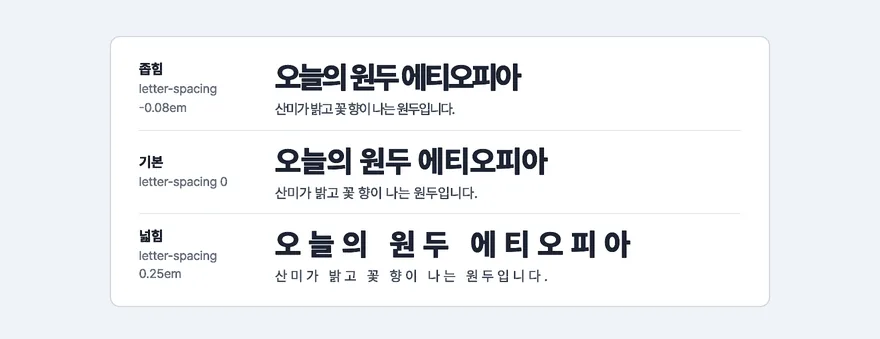 좁힘
letter-spacing
-0.08em
오늘의 원두 에티오피아
산미가 밝고 꽃 향이 나는 원두입니다.
기본
letter-spacing 0
오늘의 원두 에티오피아
산미가 밝고 꽃 향이 나는 원두입니다.
넓힘
letter-spacing
0.25em
오늘의 원두 에티오피아
산미가 밝고 꽃 향이 나는 원두입니다.